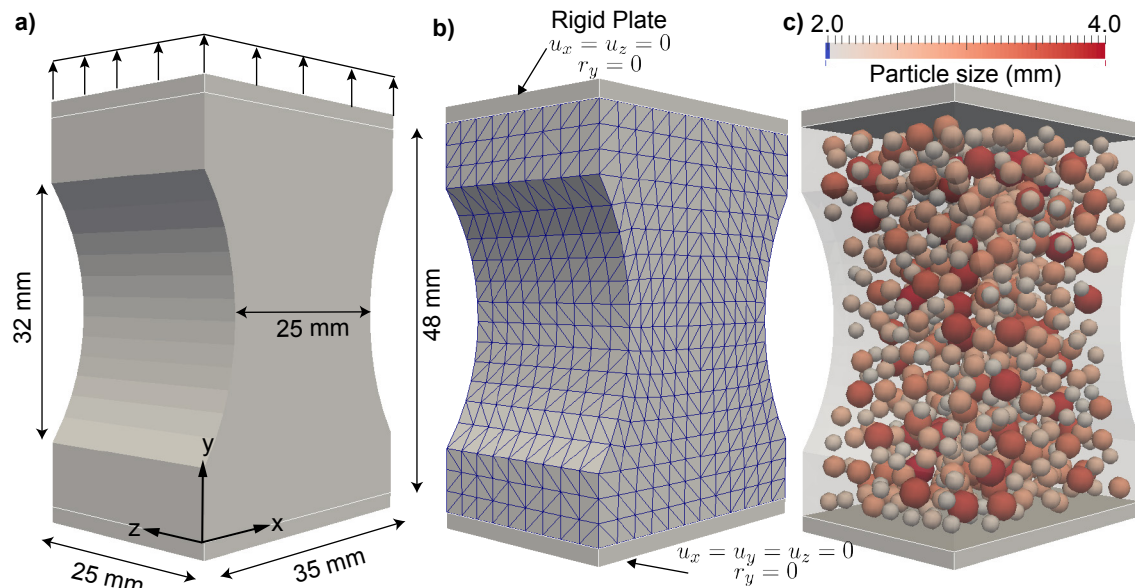 a)
32 mm
25 mm
48 mm
y
z
x
25 mm
35 mm
b)
Rigid Plate
u_x = u_z = 0
r_y = 0
u_x = u_y = u_z = 0
r_y = 0
c)
2.0
4.0
Particle size (mm)